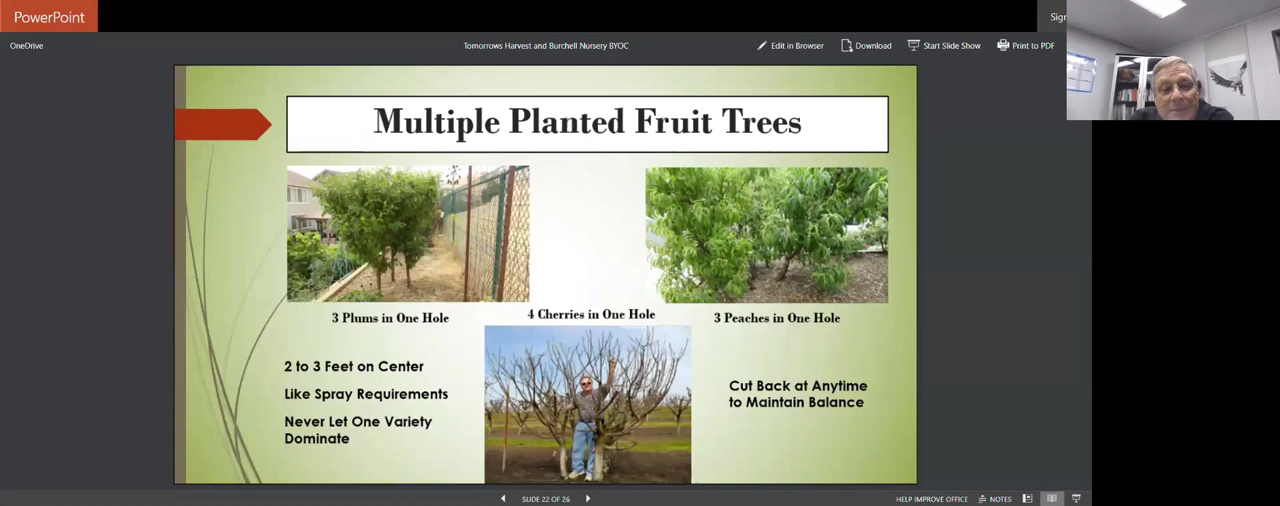 PowerPoint
Sign
OneDrive
Tomorrows Harvest and Burchell Nursery BYOC
Edit in Browser
Download
Start Slide Show
Print to PDF
Multiple Planted Fruit Trees
3 Plums in One Hole
4 Cherries in One Hole
3 Peaches in One Hole
2 to 3 Feet on Center
Like Spray Requirements
Never Let One Variety
Dominate
Cut Back at Anytime
to Maintain Balance
SLIDE 22 OF 26
HELP IMPROVE OFFICE
NOTES